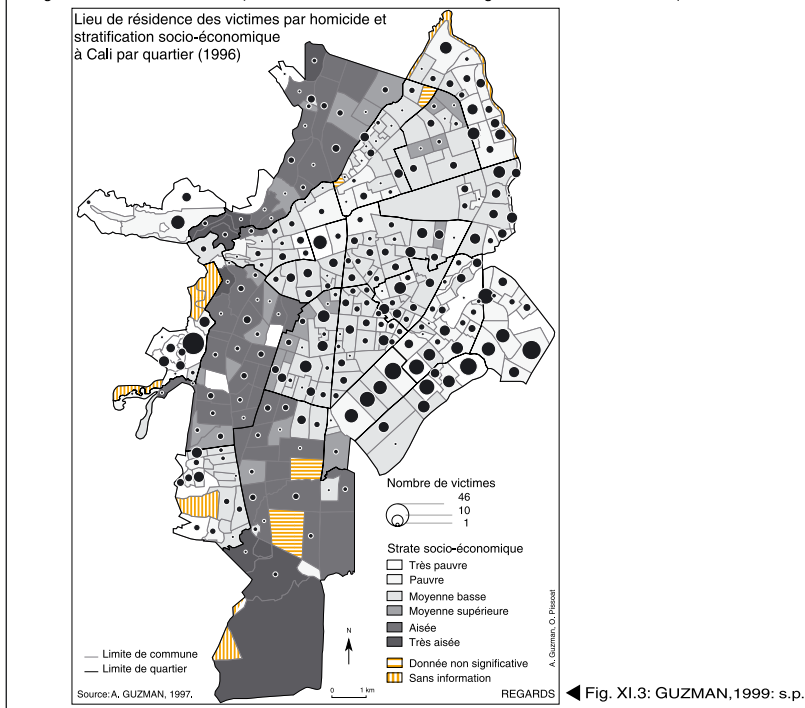 Lieu de résidence des victimes par homicide et
stratification socio-économique
à Cali par quartier (1996)
Nombre de victimes
46
10
1
Strate socio-économique
Très pauvre
Pauvre
Moyenne basse
Moyenne supérieure
Aisée
Très aisée
Donnée non significative
Sans information
A. Guzman, O. Pissoat
Limite de commune
Limite de quartier
N
0 1 km
Source: A. GUZMAN, 1997.
REGARDS
Fig. XI.3: GUZMAN,1999: s.p.